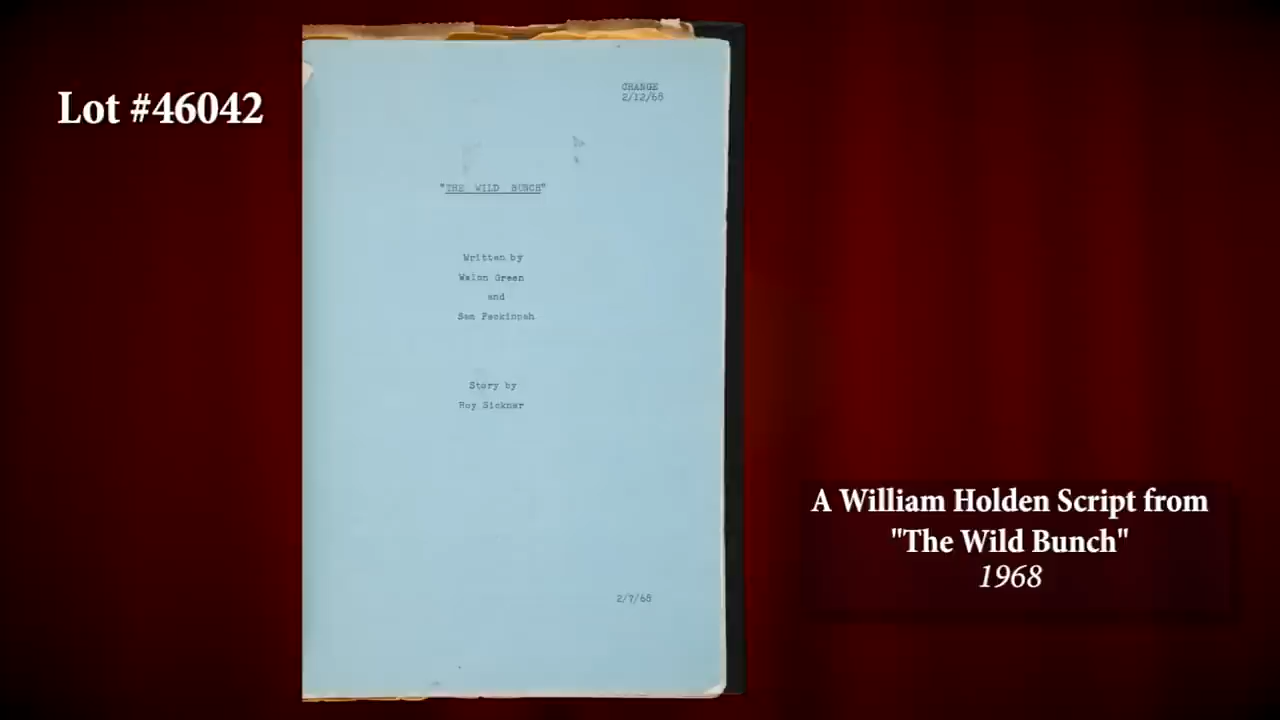 Lot #46042
CHANGE
2/12/68
"THE WILD BUNCH"
Written by
Walon Green
and
Sam Peckinpah
Story by
Roy Sickner
2/7/68
A William Holden Script from
"The Wild Bunch"
1968